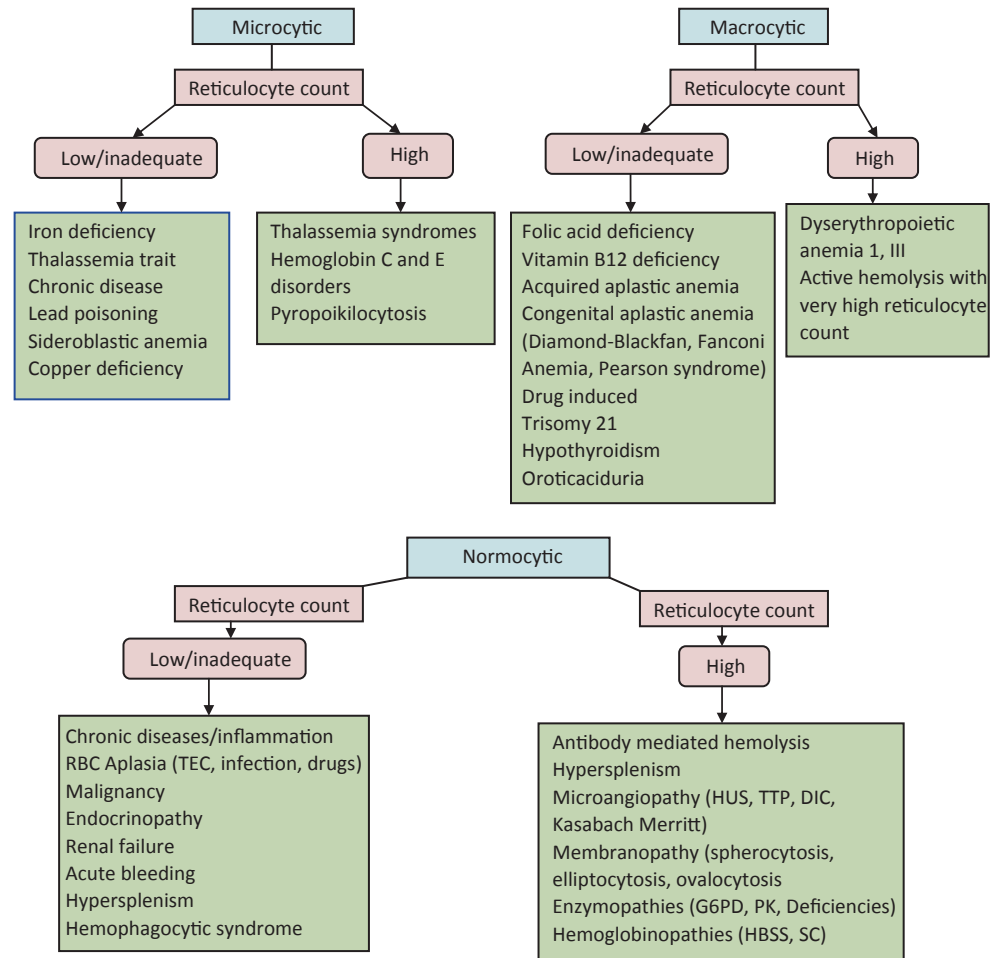 Microcytic
Reticulocyte count
Low/inadequate
High
Iron deficiency
Thalassemia trait
Chronic disease
Lead poisoning
Sideroblastic anemia
Copper deficiency
Thalassemia syndromes
Hemoglobin C and E
disorders
Pyropoikilocytosis
Macrocytic
Reticulocyte count
Low/inadequate
High
Folic acid deficiency
Vitamin B12 deficiency
Acquired aplastic anemia
Congenital aplastic anemia
(Diamond-Blackfan, Fanconi
Anemia, Pearson syndrome)
Drug induced
Trisomy 21
Hypothyroidism
Oroticaciduria
Dyserythropoietic
anemia 1, III
Active hemolysis with
very high reticulocyte
count
Normocytic
Reticulocyte count
Low/inadequate
Chronic diseases/inflammation
RBC Aplasia (TEC, infection, drugs)
Malignancy
Endocrinopathy
Renal failure
Acute bleeding
Hypersplenism
Hemophagocytic syndrome
Reticulocyte count
High
Antibody mediated hemolysis
Hypersplenism
Microangiopathy (HUS, TTP, DIC,
Kasabach Merritt)
Membranopathy (spherocytosis,
elliptocytosis, ovalocytosis
Enzymopathies (G6PD, PK, Deficiencies)
Hemoglobinopathies (HBSS, SC)